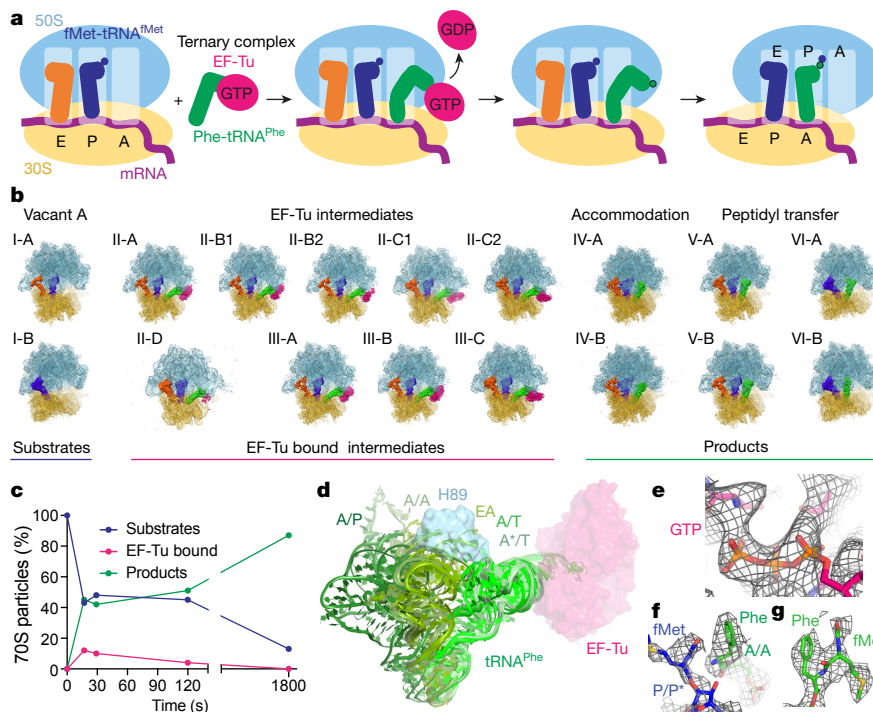 a
50S
fMet-tRNAfMet
Ternary complex
EF-Tu
GTP
+
Phe-tRNAPhe
GDP
GTP
E P A
E P A
E P A
30S
mRNA
b
Vacant A
EF-Tu intermediates
Accommodation
Peptidyl transfer
I-A
II-A
II-B1
II-B2
II-C1
II-C2
IV-A
V-A
VI-A
I-B
II-D
III-A
III-B
III-C
IV-B
V-B
VI-B
Substrates
EF-Tu bound intermediates
Products
c
70S particles (%)
100
80
60
40
20
0
Substrates
EF-Tu bound
Products
0 30 60 120 1800
Time (s)
d
A/P
A/A
H89
EA
A/T
A*/T
tRNAPhe
EF-Tu
e
GTP
f
fMet
Phe
A/A
P/P*
g
Phe